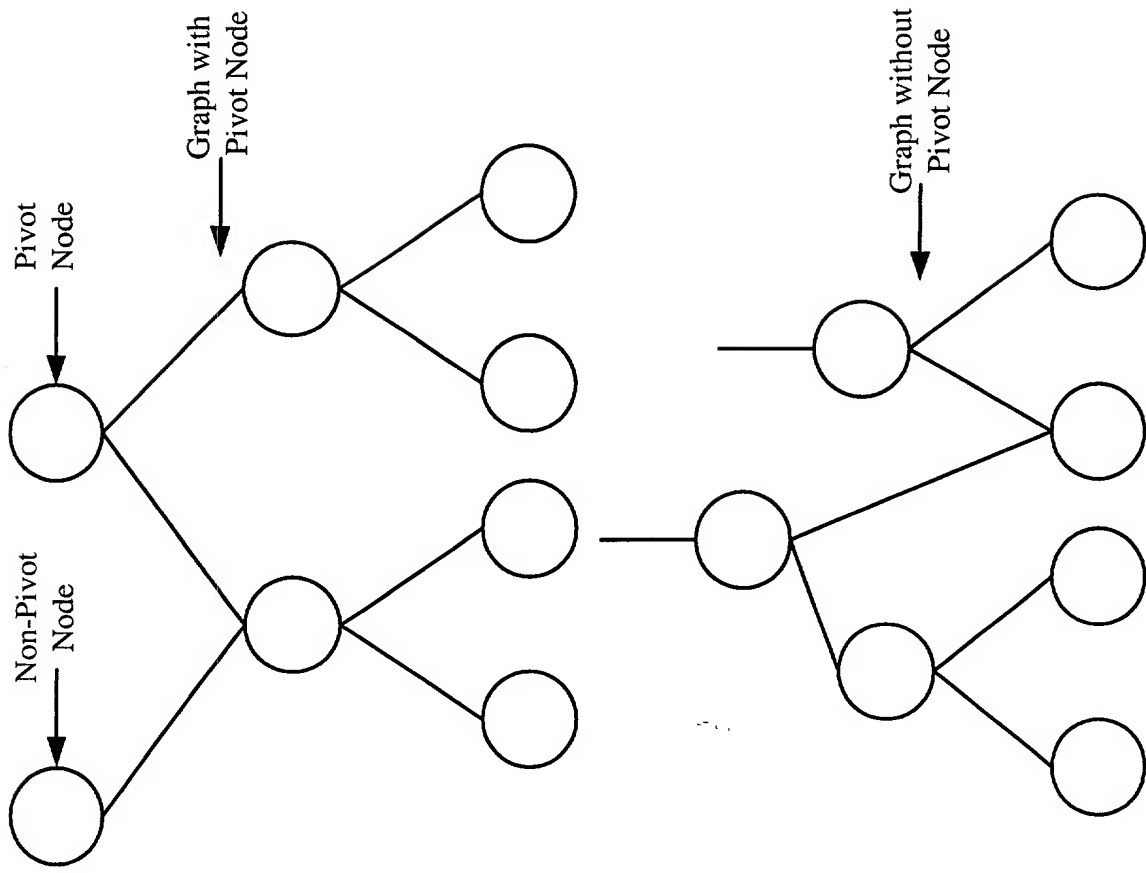 Non-Pivot
Node
Pivot
Node
Graph with
Pivot Node
Graph without
Pivot Node